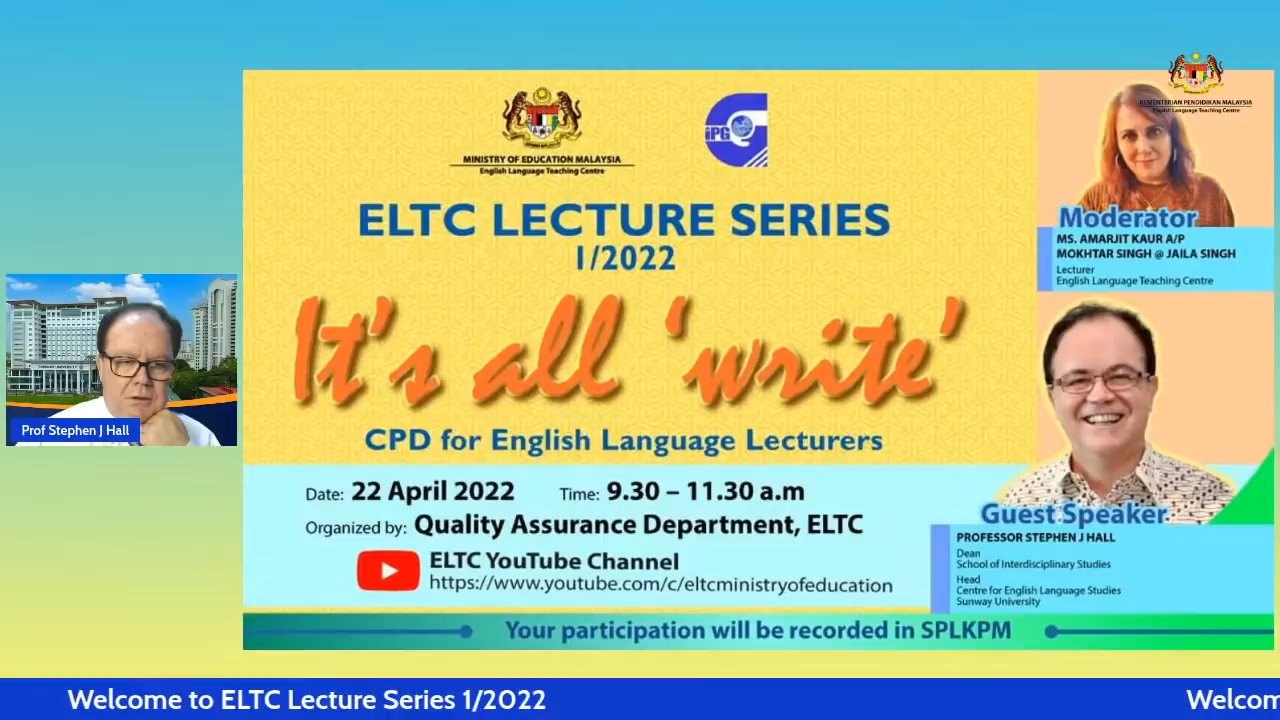 KEMENTERIAN PENDIDIKAN MALAYSIA
English Language Teaching Centre
MINISTRY OF EDUCATION MALAYSIA
English Language Teaching Centre
iPG
ELTC LECTURE SERIES
1/2022
It's all 'write'
CPD for English Language Lecturers
Date: 22 April 2022 Time: 9.30 – 11.30 a.m
Organized by: Quality Assurance Department, ELTC
ELTC YouTube Channel
https://www.youtube.com/c/eltcministryofeducation
Your participation will be recorded in SPLKPM
Moderator
MS. AMARJIT KAUR A/P
MOKHTAR SINGH @ JAILA SINGH
Lecturer
English Language Teaching Centre
Guest Speaker
PROFESSOR STEPHEN J HALL
Dean
School of Interdisciplinary Studies
Head
Centre for English Language Studies
Sunway University
Prof Stephen J Hall
Welcome to ELTC Lecture Series 1/2022
Welcom